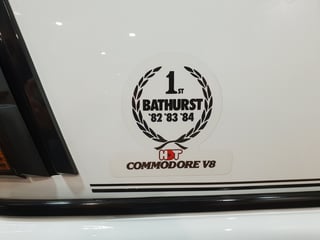 1ST
BATHURST
'82 '83 '84
HDT
COMMODORE V8